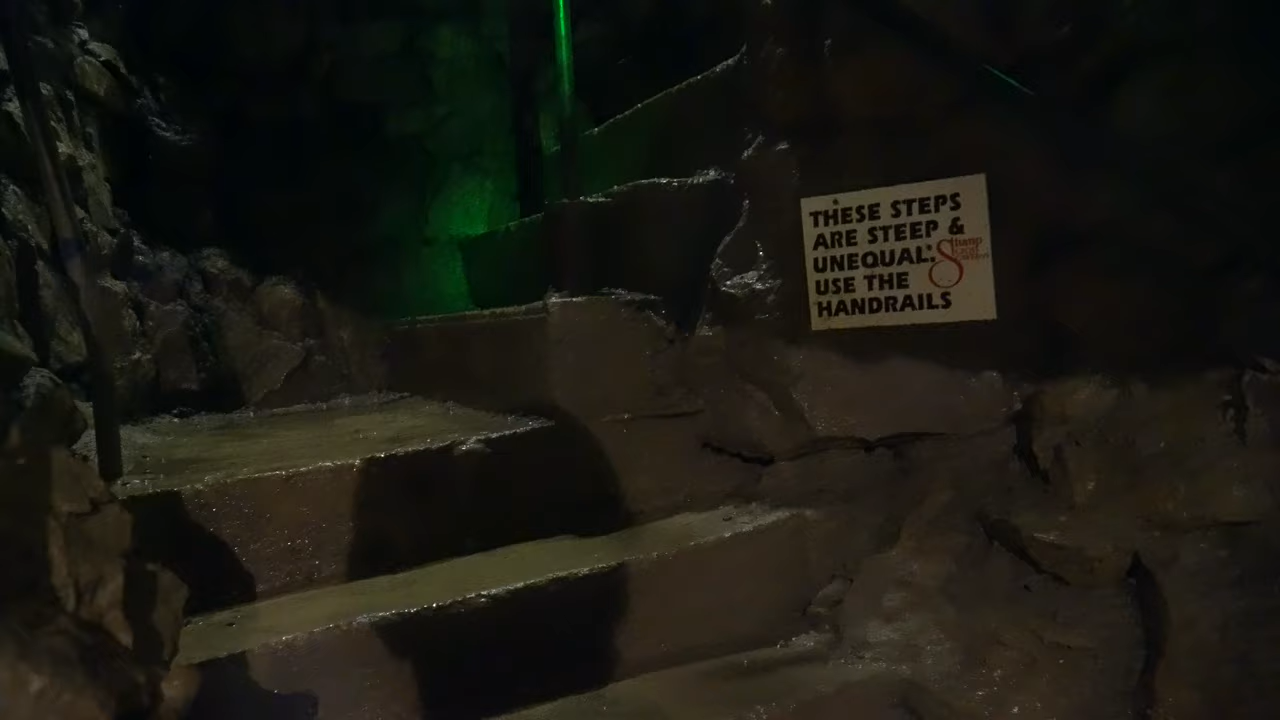 THESE STEPS
ARE STEEP &
UNEQUAL.
USE THE
HANDRAILS